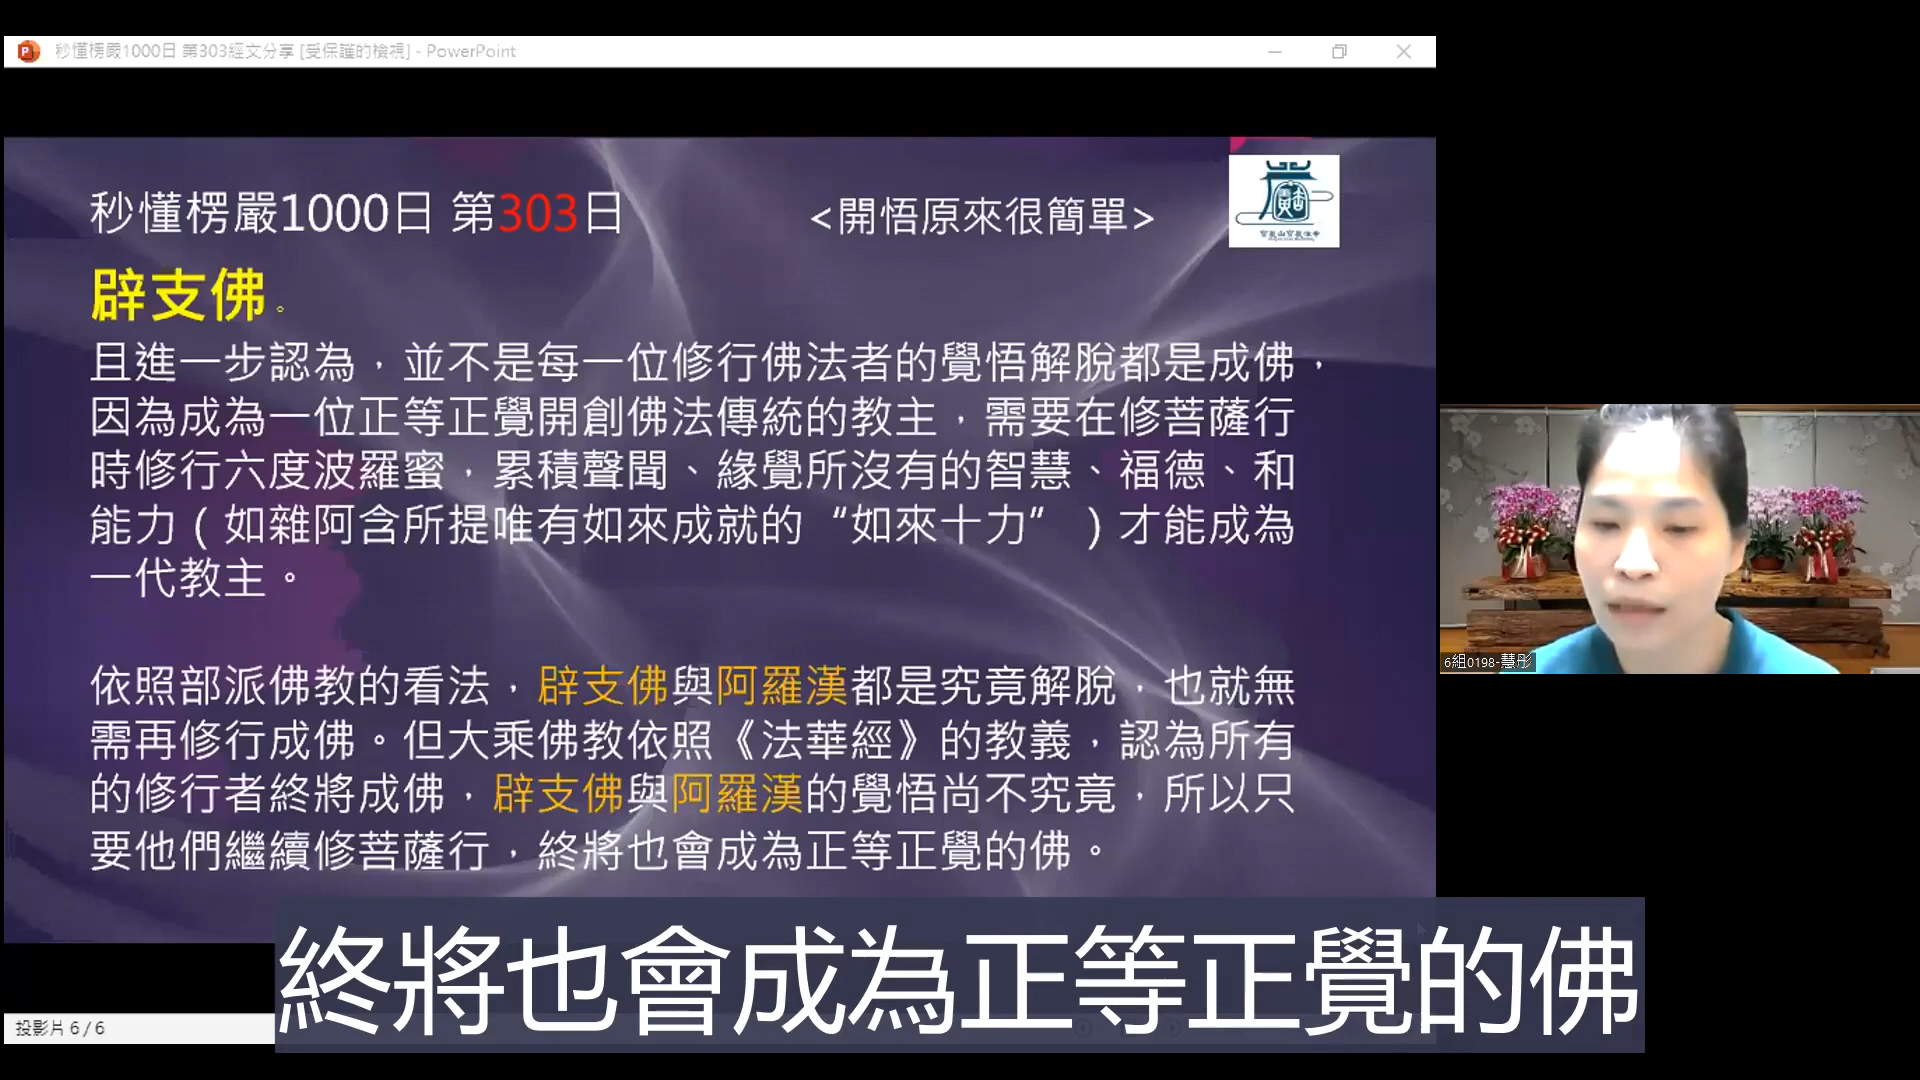 秒懂楞嚴1000日 第303經文分享 [受保護的檢視] - PowerPoint
秒懂楞嚴1000日 第303日
<開悟原來很簡單>
辟支佛。
且進一步認為，並不是每一位修行佛法者的覺悟解脫都是成佛，
因為成為一位正等正覺開創佛法傳統的教主，需要在修菩薩行
時修行六度波羅蜜，累積聲聞、緣覺所沒有的智慧、福德、和
能力（如雜阿含所提唯有如來成就的“如來十力”）才能成為
一代教主。
依照部派佛教的看法，辟支佛與阿羅漢都是究竟解脫，也就無
需再修行成佛。但大乘佛教依照《法華經》的教義，認為所有
的修行者終將成佛，辟支佛與阿羅漢的覺悟尚不究竟，所以只
要他們繼續修菩薩行，終將也會成為正等正覺的佛。
6組0198-慧彤
終將也會成為正等正覺的佛
投影片 6 / 6